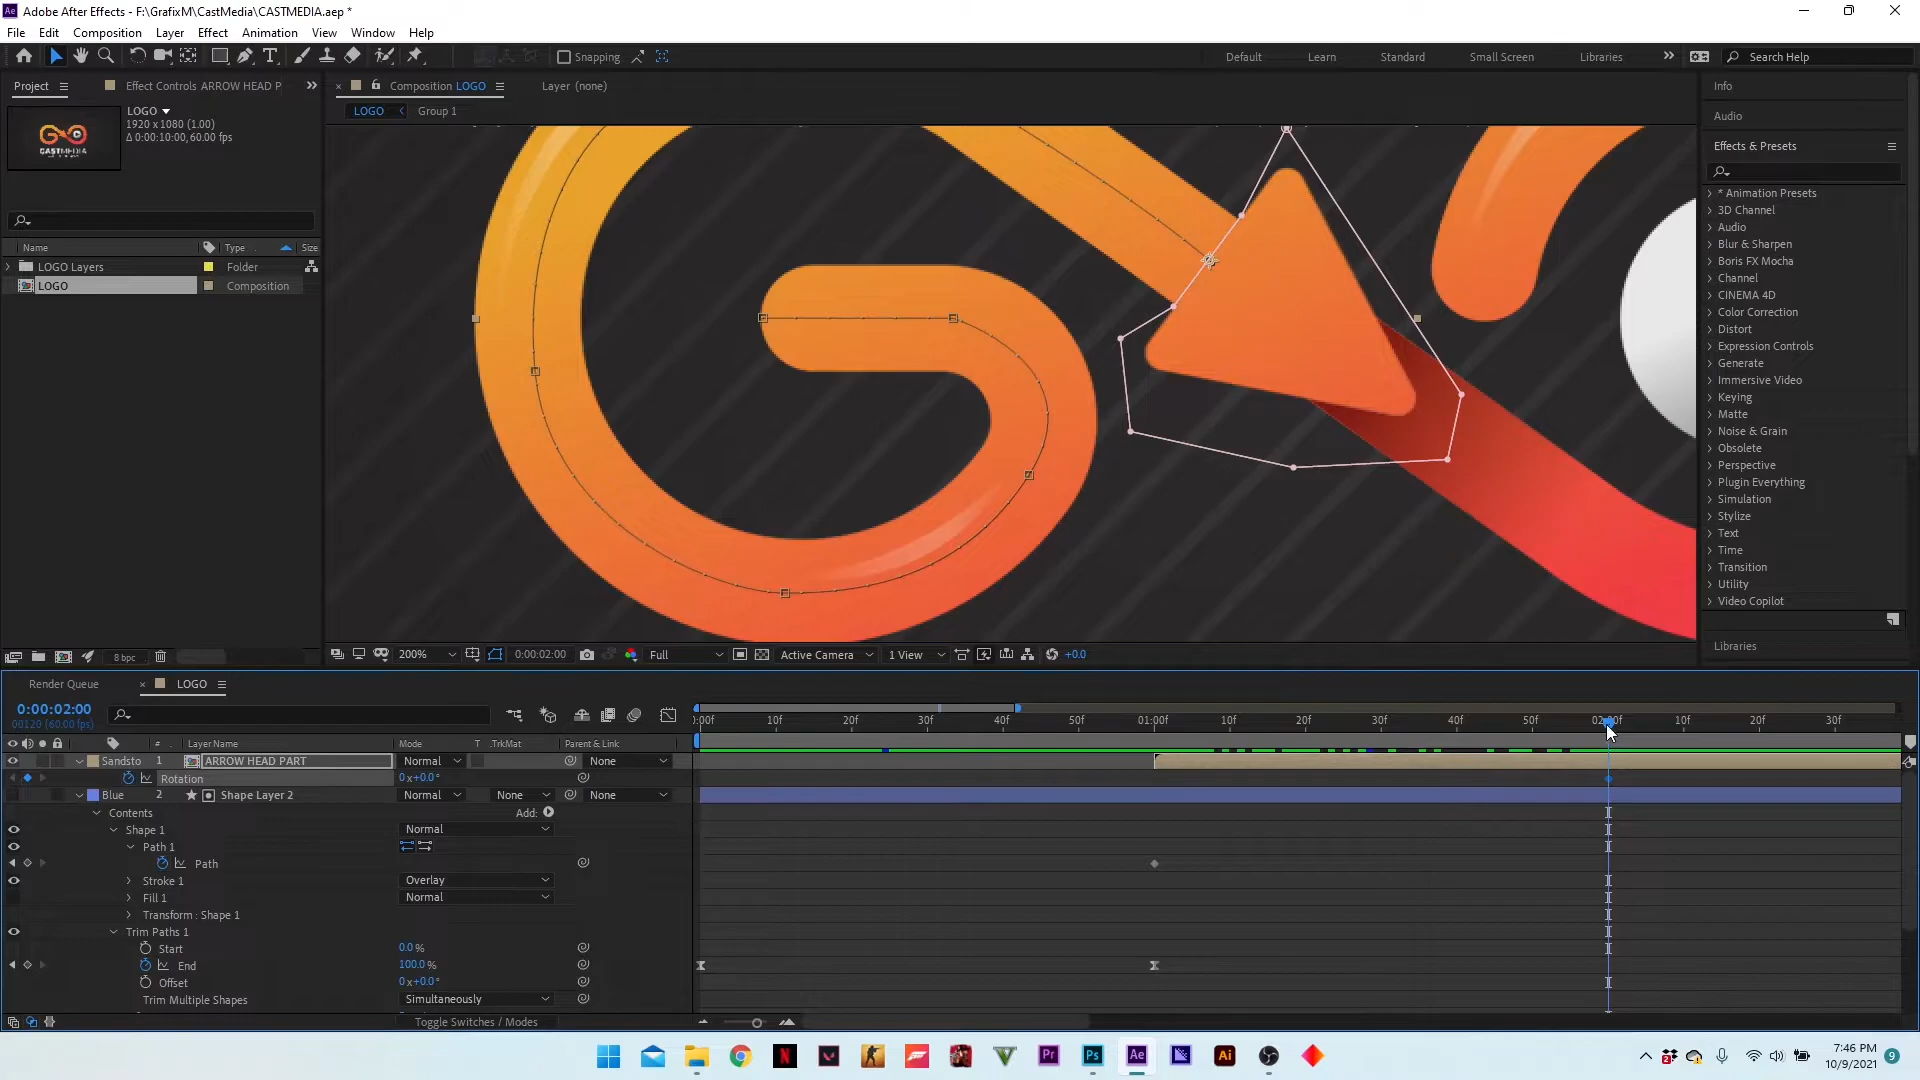 Adobe After Effects - F:\GrafixM\CastMedia\CASTMEDIA.aep *
File Edit Composition Layer Effect Animation View Window Help
Snapping
Default Learn Standard Small Screen Libraries Search Help
Project Effect Controls ARROW HEAD P
Composition LOGO Layer (none)
LOGO Group 1
LOGO
1920 x 1080 (1.00)
Δ 0:00:10:00, 60.00 fps
CASTMEDIA
Name Type Size
LOGO Layers Folder
LOGO Composition
8 bpc
200% 0:00:02:00 Full Active Camera 1 View +0.0
Info
Audio
Effects & Presets
* Animation Presets
3D Channel
Audio
Blur & Sharpen
Boris FX Mocha
Channel
CINEMA 4D
Color Correction
Distort
Expression Controls
Generate
Immersive Video
Keying
Matte
Noise & Grain
Obsolete
Perspective
Plugin Everything
Simulation
Stylize
Text
Time
Transition
Utility
Video Copilot
Libraries
Render Queue LOGO
0:00:02:00
00120 (60.00 fps)
:00f 10f 20f 30f 40f 50f 01:00f 10f 20f 30f 40f 50f 10f 20f 30f
# Layer Name Mode T .TrkMat Parent & Link
Sandsto 1 ARROW HEAD PART Normal None
Rotation 0x+0.0°
Blue 2 Shape Layer 2 Normal None None
Contents Add:
Shape 1 Normal
Path 1
Path
Stroke 1 Overlay
Fill 1 Normal
Transform : Shape 1
Trim Paths 1
Start 0.0%
End 100.0%
Offset 0x+0.0°
Trim Multiple Shapes Simultaneously
Toggle Switches / Modes
7:46 PM
10/9/2021
9